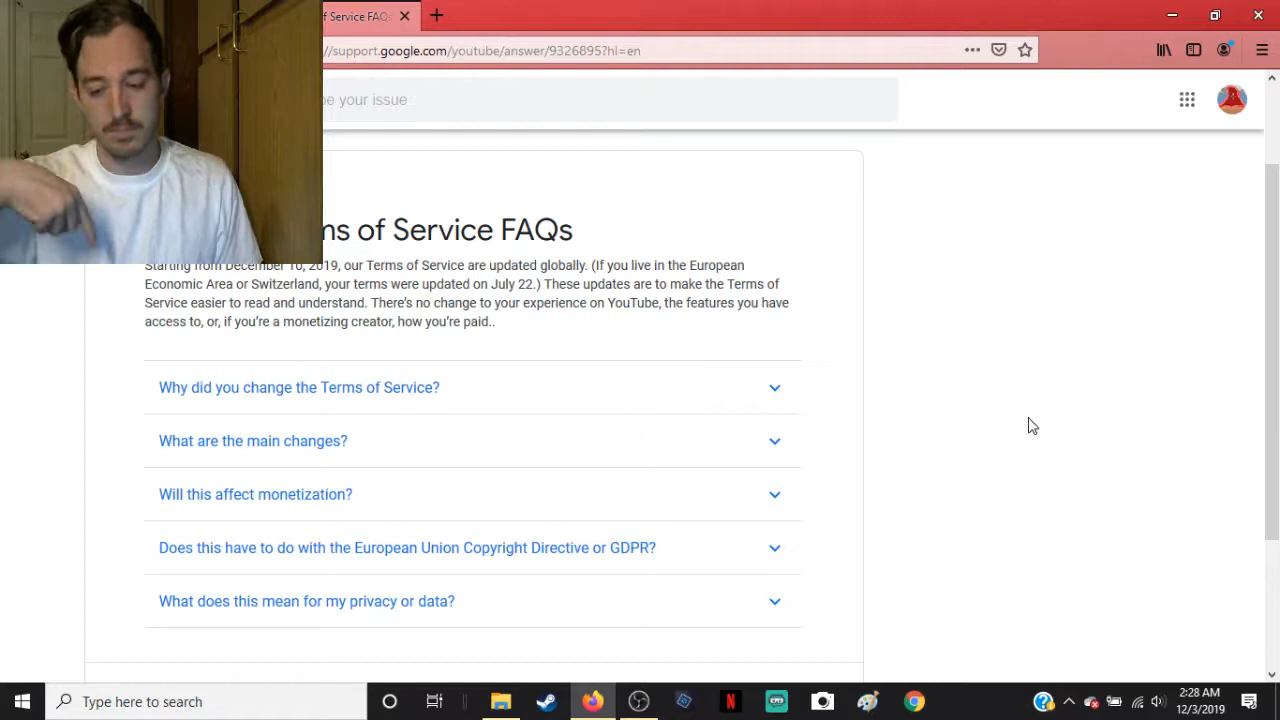 f Service FAQs
//support.google.com/youtube/answer/9326895?hl=en
be your issue
ms of Service FAQs
Starting from December 10, 2019, our Terms of Service are updated globally. (If you live in the European
Economic Area or Switzerland, your terms were updated on July 22.) These updates are to make the Terms of
Service easier to read and understand. There's no change to your experience on YouTube, the features you have
access to, or, if you're a monetizing creator, how you're paid..
Why did you change the Terms of Service?
What are the main changes?
Will this affect monetization?
Does this have to do with the European Union Copyright Directive or GDPR?
What does this mean for my privacy or data?
Type here to search
2:28 AM
12/3/2019